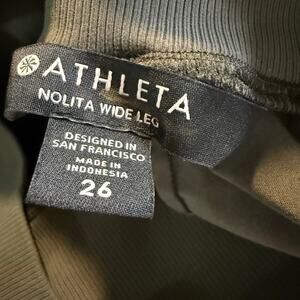 ATHLETA
NOLITA WIDE LEG
DESIGNED IN
SAN FRANCISCO
MADE IN
INDONESIA
26